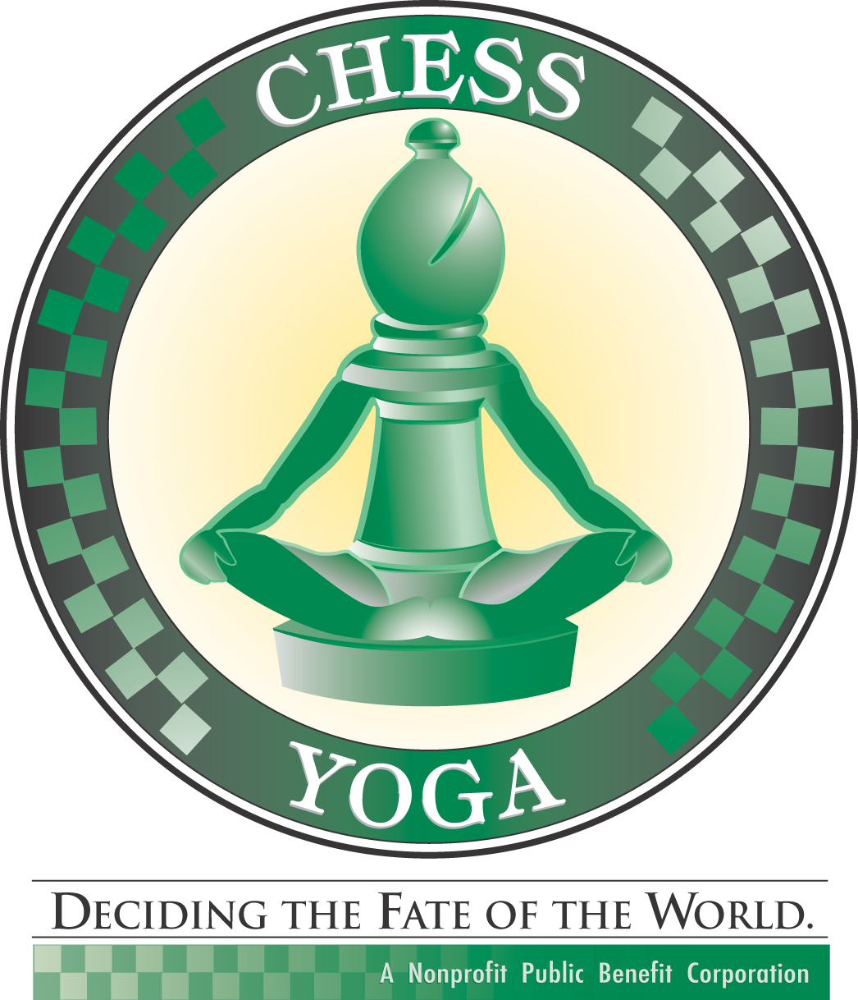 CHESS
YOGA
DECIDING THE FATE OF THE WORLD.
A Nonprofit Public Benefit Corporation